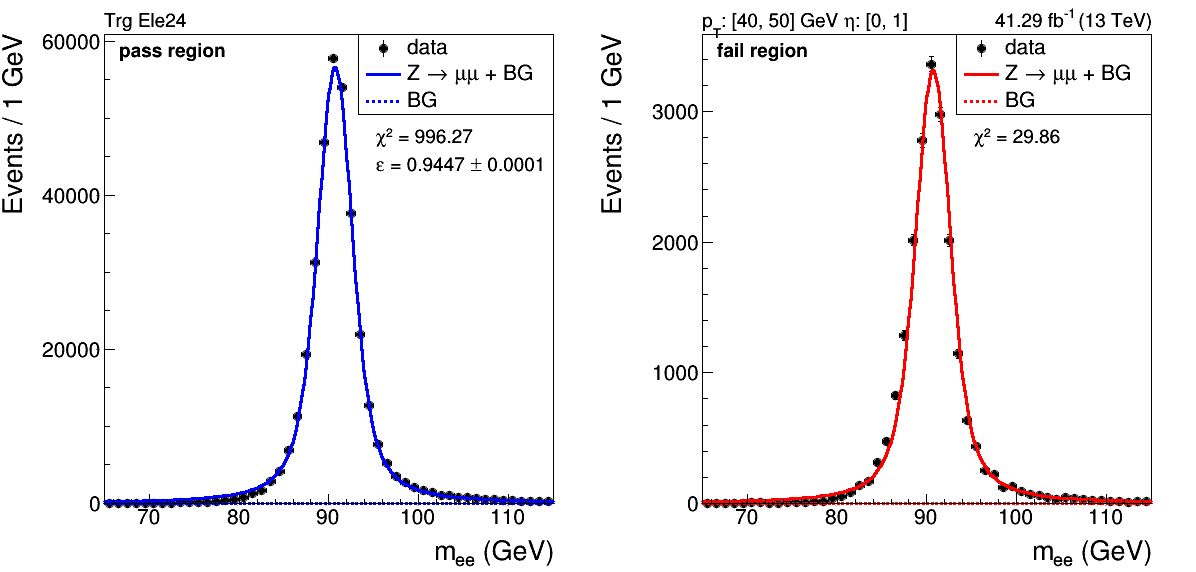 Trg Ele24
pass region
data
Z → μμ + BG
BG
χ² = 996.27
ε = 0.9447 ± 0.0001
Events / 1 GeV
60000
40000
20000
0
70 80 90 100 110
m_ee (GeV)
p_T: [40, 50] GeV η: [0, 1] 41.29 fb⁻¹ (13 TeV)
fail region
data
Z → μμ + BG
BG
χ² = 29.86
Events / 1 GeV
3000
2000
1000
0
70 80 90 100 110
m_ee (GeV)